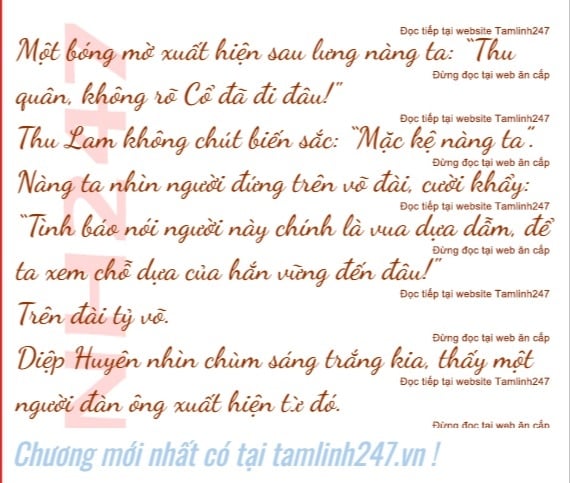 Đọc tiếp tại website Tamlinh247
Một bóng mờ xuất hiện sau lưng nàng ta: “Thu
Đừng đọc tại web ăn cắp
quân, không rõ Cổ đã đi đâu!”
Đọc tiếp tại website Tamlinh247
Thu Lam không chút biến sắc: “Mặc kệ nàng ta”.
Đừng đọc tại web ăn cắp
Nàng ta nhìn người đứng trên võ đài, cười khẩy:
Đọc tiếp tại website Tamlinh247
“Tình báo nói người này chính là vua dựa dẫm, để
Đừng đọc tại web ăn cắp
ta xem chỗ dựa của hắn vững đến đâu!”
Đọc tiếp tại website Tamlinh247
Trên đài tỷ võ.
Đừng đọc tại web ăn cắp
Diệp Huyên nhìn chùm sáng trắng kia, thấy một
Đọc tiếp tại website Tamlinh247
người đàn ông xuất hiện từ đó.
Đừng đọc tại web ăn cắp
Chương mới nhất có tại tamlinh247.vn !
NH247